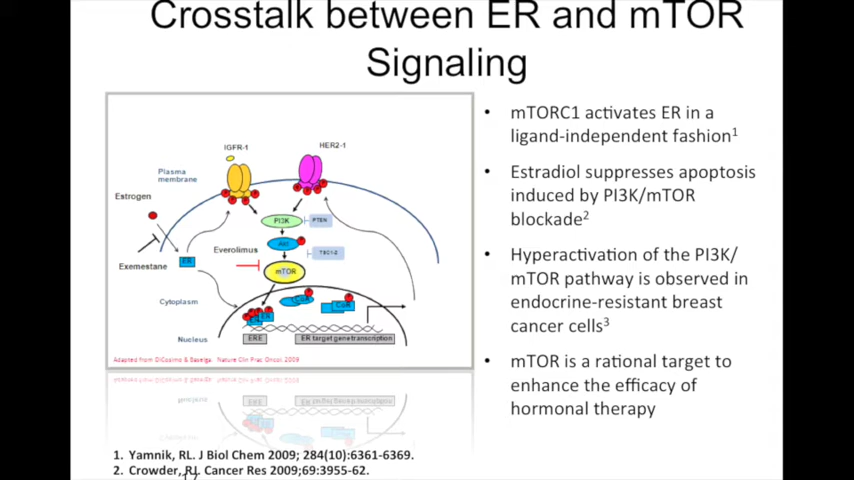 Crosstalk between ER and mTOR
Signaling
IGFR-1
HER2-1
Plasma
membrane
Estrogen
PI3K
PTEN
Akt
Everolimus
TSC1-2
Exemestane
ER
mTOR
Cytoplasm
Nucleus
ERE
ER target gene transcription
Adapted from DiCosimo & Baselga. Nature Clin Prac Oncol. 2009
• mTORC1 activates ER in a
ligand-independent fashion1
• Estradiol suppresses apoptosis
induced by PI3K/mTOR
blockade2
• Hyperactivation of the PI3K/
mTOR pathway is observed in
endocrine-resistant breast
cancer cells3
• mTOR is a rational target to
enhance the efficacy of
hormonal therapy
1. Yamnik, RL. J Biol Chem 2009; 284(10):6361-6369.
2. Crowder, RJ. Cancer Res 2009;69:3955-62.